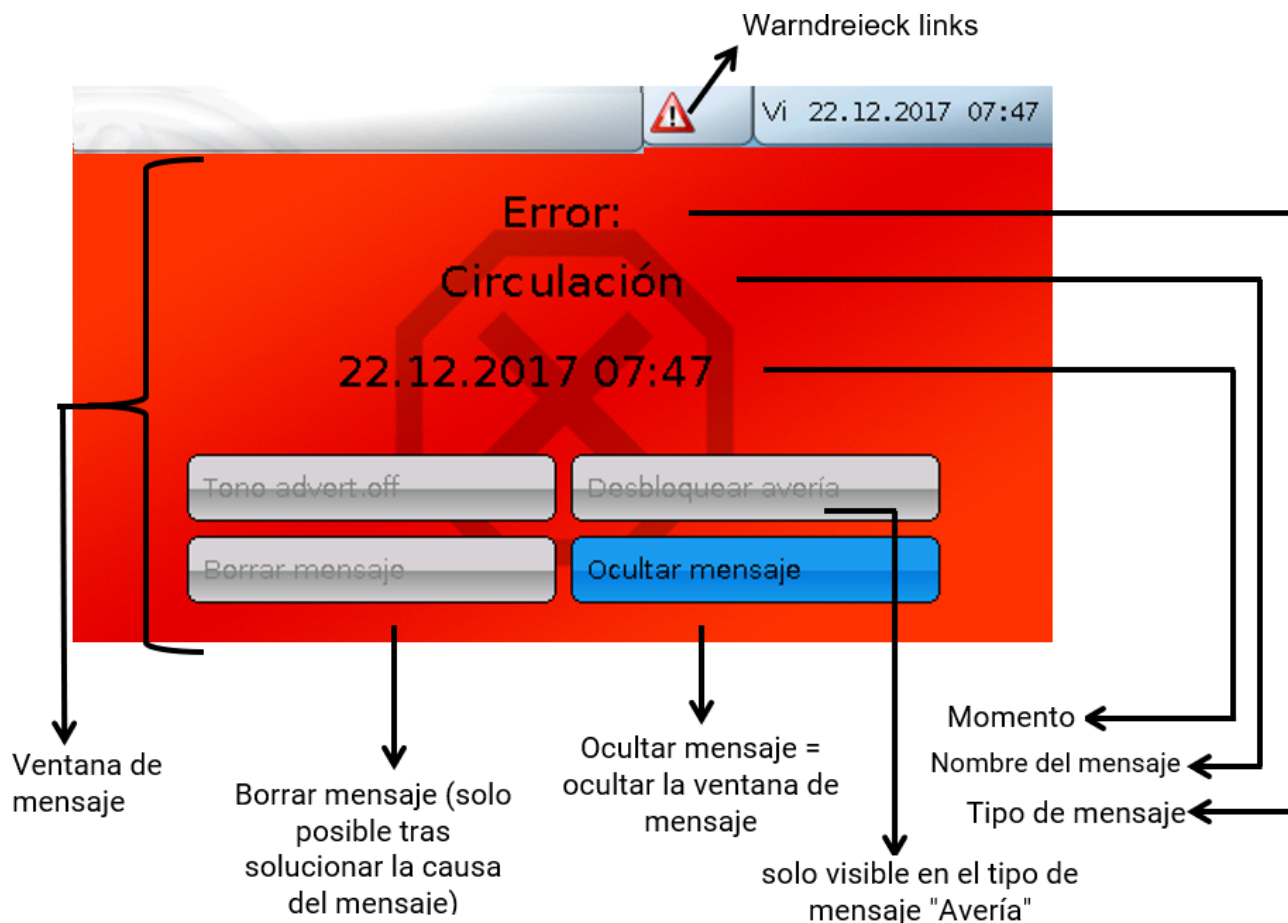 Warndreieck links
Vi 22.12.2017 07:47
Error:
Circulación
22.12.2017 07:47
Tono advert.off
Desbloquear avería
Borrar mensaje
Ocultar mensaje
Ventana de
mensaje
Borrar mensaje (solo
posible tras
solucionar la causa
del mensaje)
Ocultar mensaje =
ocultar la ventana de
mensaje
Momento
Nombre del mensaje
Tipo de mensaje
solo visible en el tipo de
mensaje "Avería"